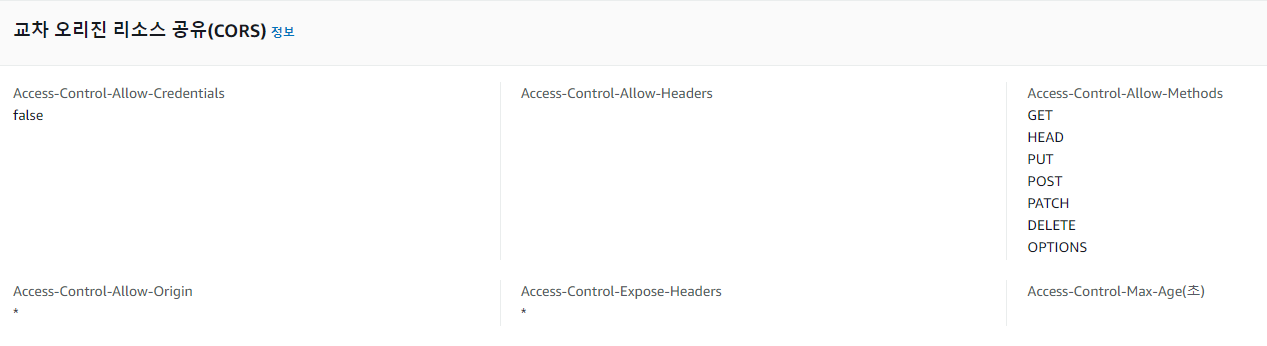 교차 오리진 리소스 공유(CORS) 정보
Access-Control-Allow-Credentials
false
Access-Control-Allow-Headers
Access-Control-Allow-Methods
GET
HEAD
PUT
POST
PATCH
DELETE
OPTIONS
Access-Control-Allow-Origin
*
Access-Control-Expose-Headers
*
Access-Control-Max-Age(초)